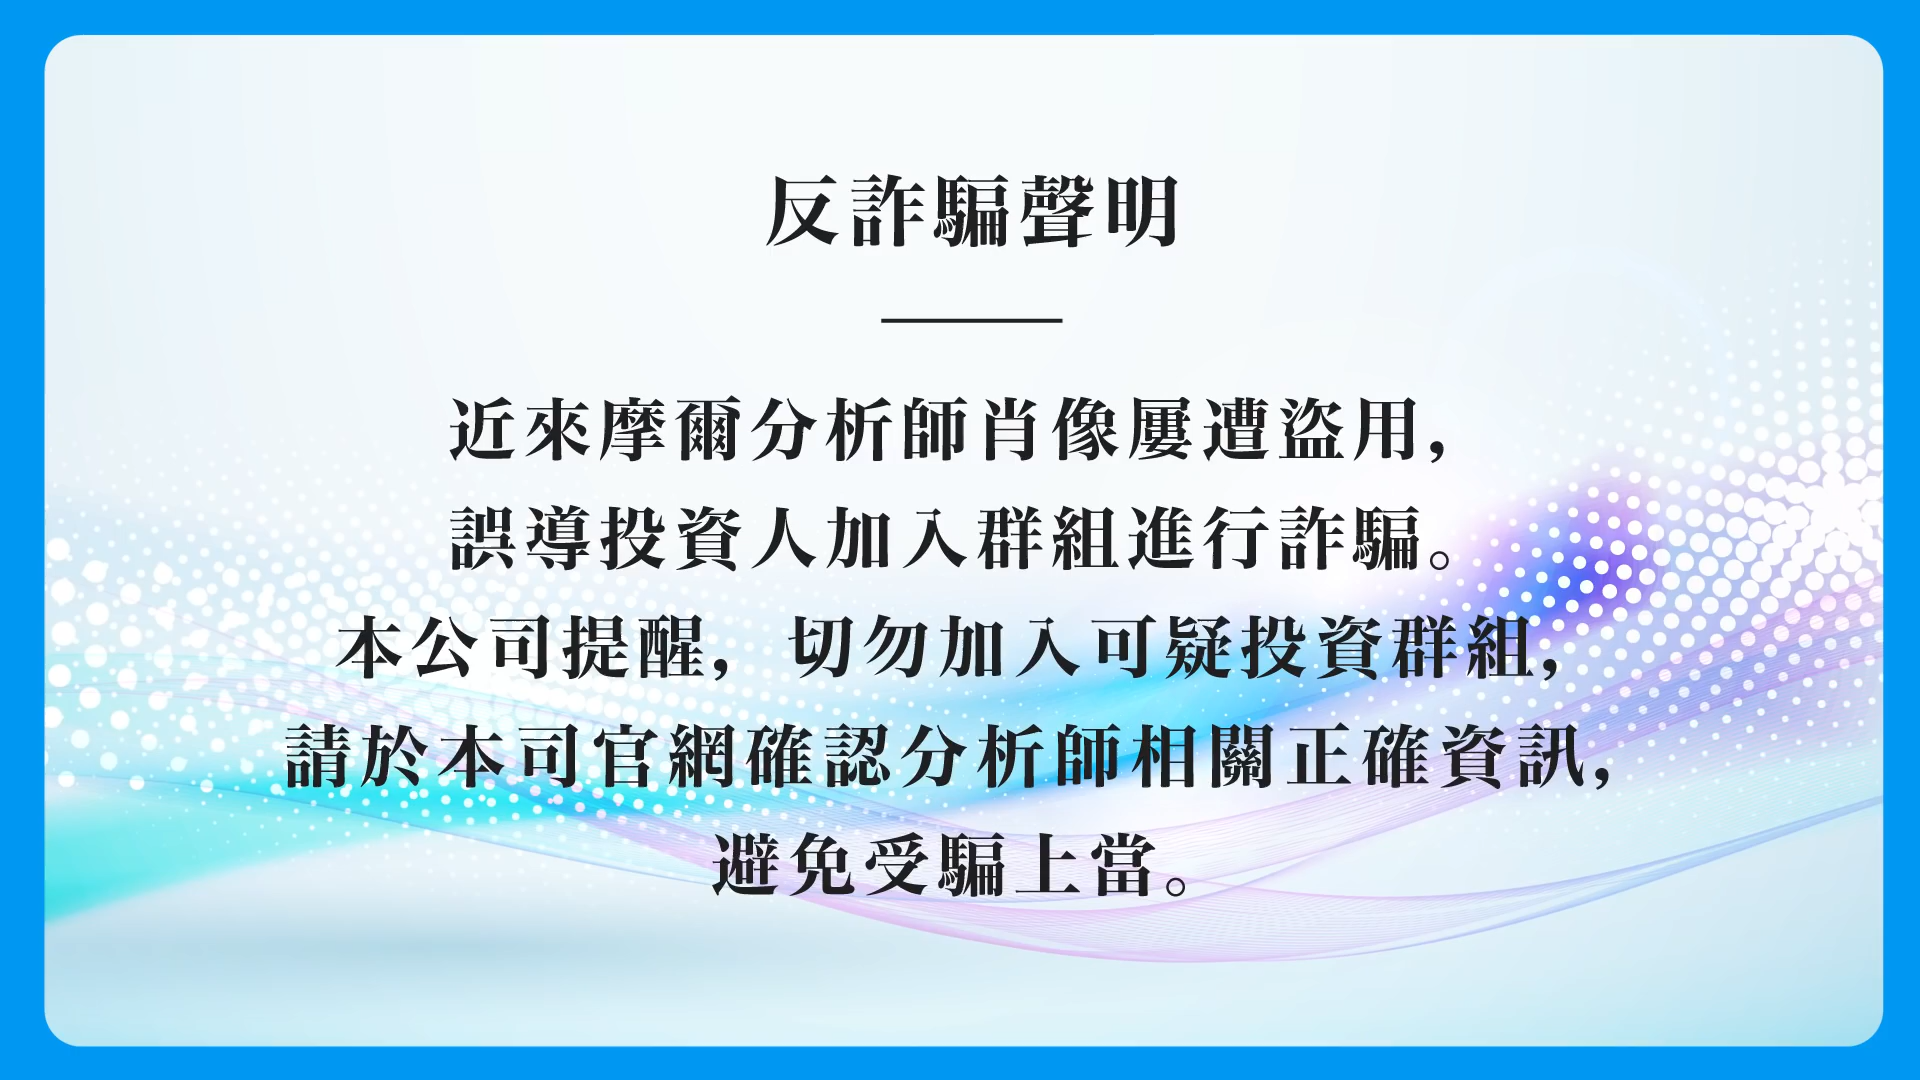 反詐騙聲明
近來摩爾分析師肖像屢遭盜用，
誤導投資人加入群組進行詐騙。
本公司提醒，切勿加入可疑投資群組，
請於本司官網確認分析師相關正確資訊，
避免受騙上當。